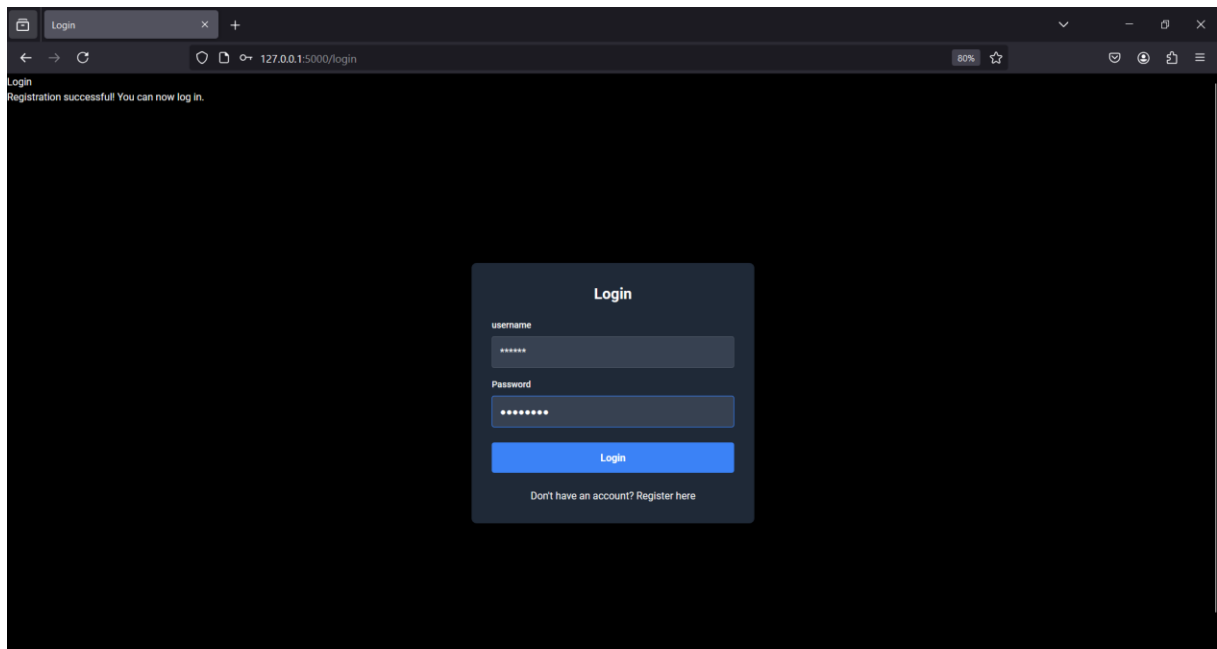 Login
127.0.0.1:5000/login
80%
Login
Registration successful! You can now log in.
Login
username
******
Password
••••••••
Login
Don't have an account? Register here